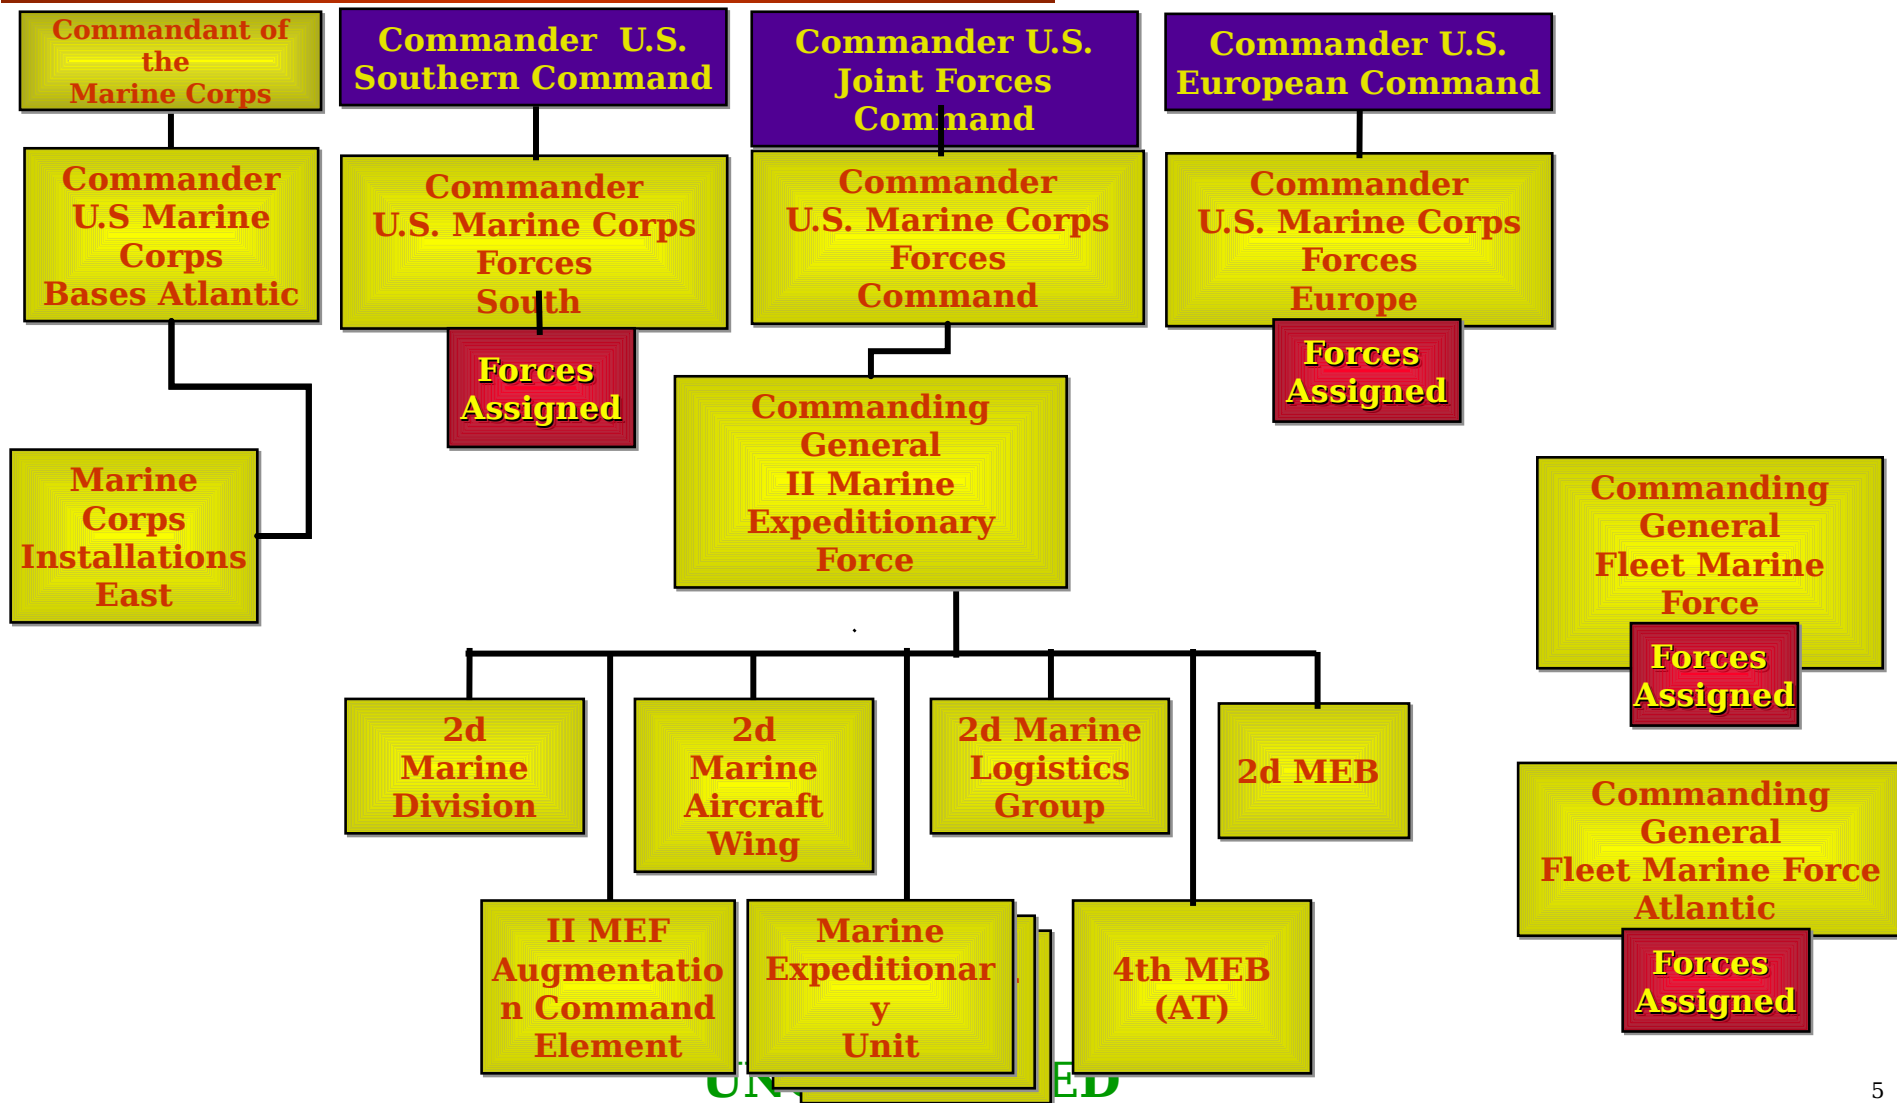 Commandant of
the
Marine Corps
Commander U.S.
Southern Command
Commander U.S.
Joint Forces
Command
Commander U.S.
European Command
Commander
U.S Marine
Corps
Bases Atlantic
Commander
U.S. Marine Corps
Forces
South
Commander
U.S. Marine Corps
Forces
Command
Commander
U.S. Marine Corps
Forces
Europe
Forces
Assigned
Forces
Assigned
Commanding
General
II Marine
Expeditionary
Force
Marine
Corps
Installations
East
Commanding
General
Fleet Marine
Force
Forces
Assigned
.
2d
Marine
Division
2d
Marine
Aircraft
Wing
2d Marine
Logistics
Group
2d MEB
Commanding
General
Fleet Marine Force
Atlantic
Forces
Assigned
II MEF
Augmentatio
n Command
Element
Marine
Expeditionar
y
Unit
4th MEB
(AT)
5